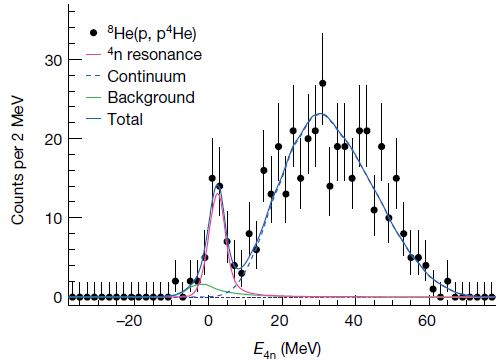 ⁸He(p, p⁴He)
⁴n resonance
Continuum
Background
Total
Counts per 2 MeV
30
20
10
0
−20 0 20 40 60
E₄ₙ (MeV)